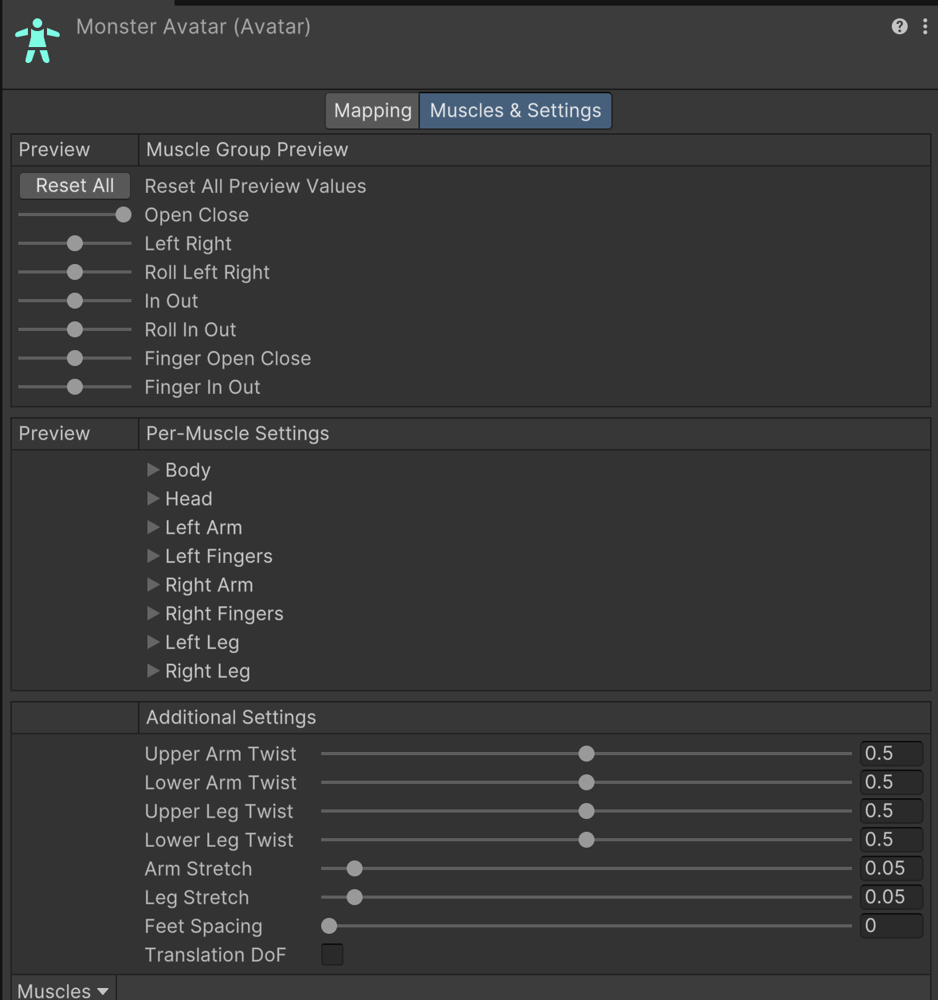 Monster Avatar (Avatar)
Mapping Muscles & Settings
Preview Muscle Group Preview
Reset All Reset All Preview Values
Open Close
Left Right
Roll Left Right
In Out
Roll In Out
Finger Open Close
Finger In Out
Preview Per-Muscle Settings
Body
Head
Left Arm
Left Fingers
Right Arm
Right Fingers
Left Leg
Right Leg
Additional Settings
Upper Arm Twist 0.5
Lower Arm Twist 0.5
Upper Leg Twist 0.5
Lower Leg Twist 0.5
Arm Stretch 0.05
Leg Stretch 0.05
Feet Spacing 0
Translation DoF
Muscles